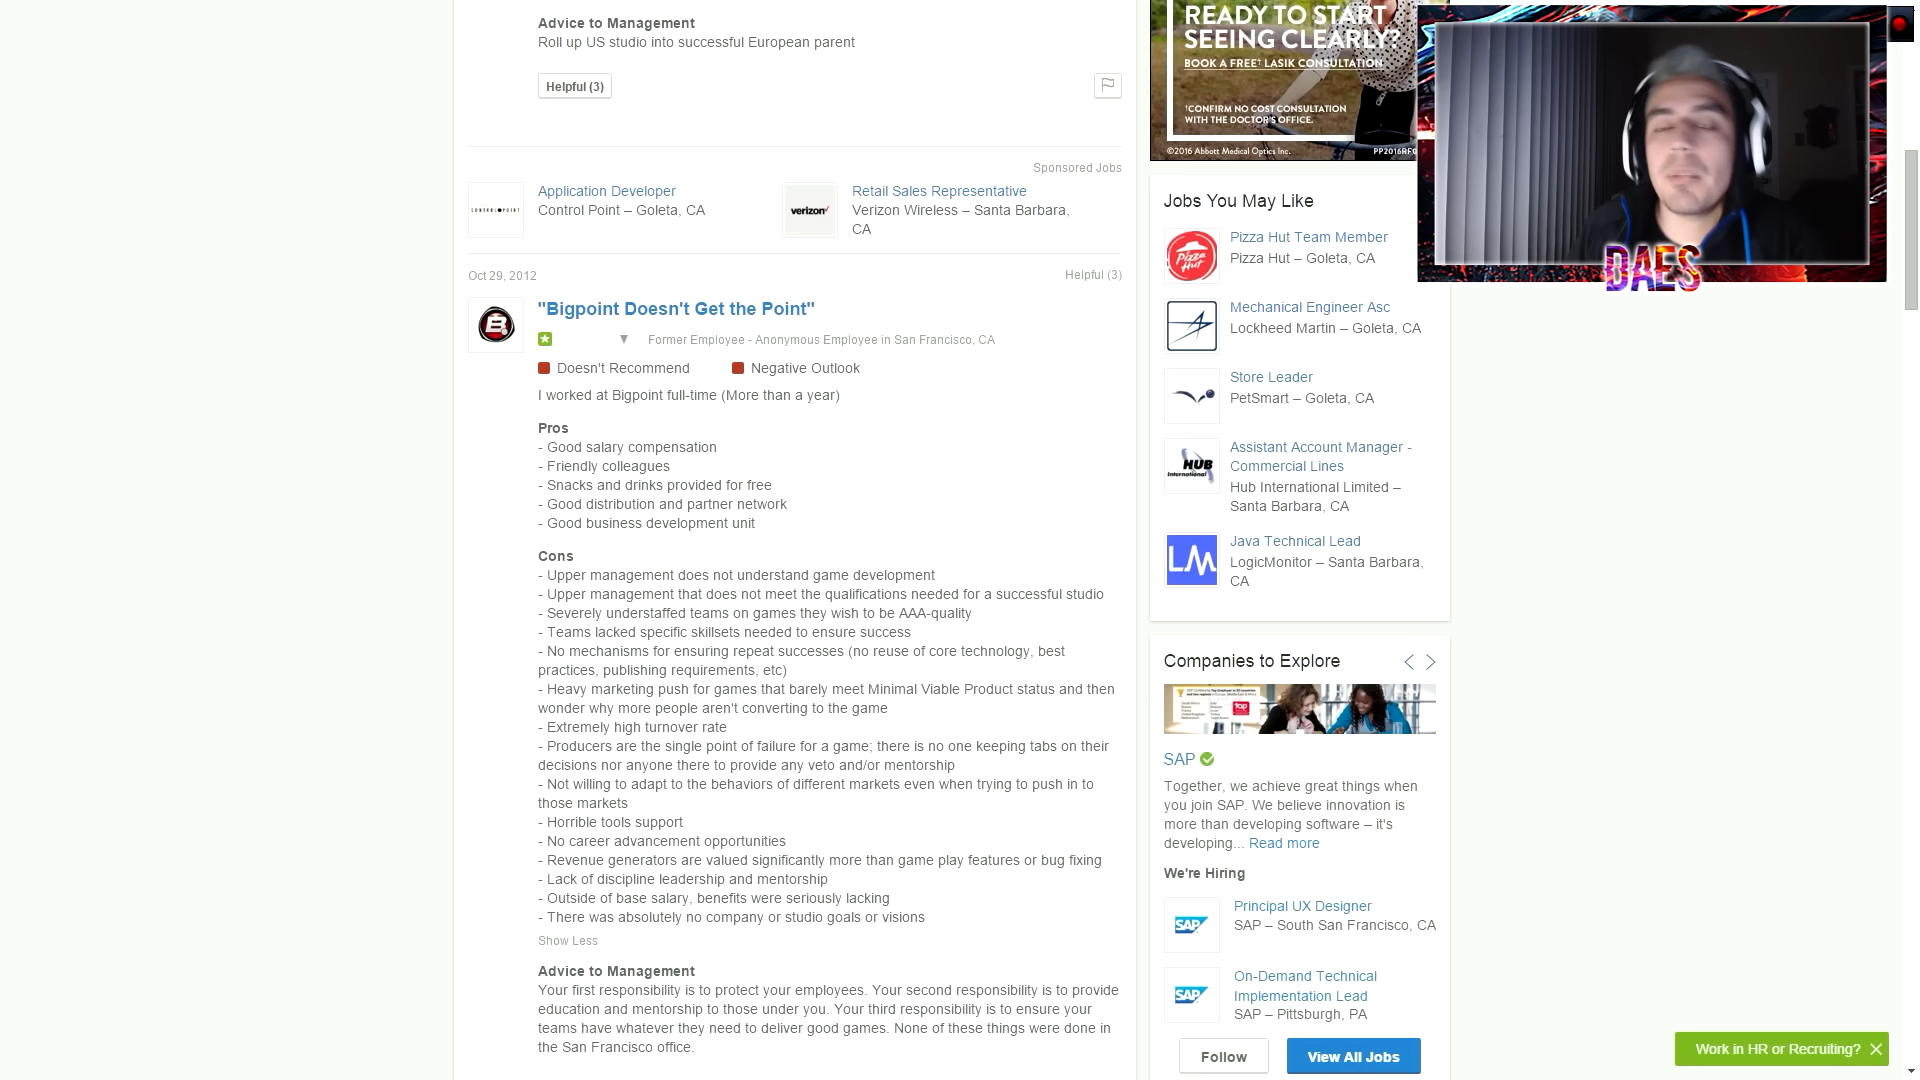 Advice to Management
Roll up US studio into successful European parent
Helpful (3)
Sponsored Jobs
CONTROL POINT
Application Developer
Control Point – Goleta, CA
verizon
Retail Sales Representative
Verizon Wireless – Santa Barbara,
CA
Oct 29, 2012
Helpful (3)
B
"Bigpoint Doesn't Get the Point"
Former Employee - Anonymous Employee in San Francisco, CA
Doesn't Recommend
Negative Outlook
I worked at Bigpoint full-time (More than a year)
Pros
- Good salary compensation
- Friendly colleagues
- Snacks and drinks provided for free
- Good distribution and partner network
- Good business development unit
Cons
- Upper management does not understand game development
- Upper management that does not meet the qualifications needed for a successful studio
- Severely understaffed teams on games they wish to be AAA-quality
- Teams lacked specific skillsets needed to ensure success
- No mechanisms for ensuring repeat successes (no reuse of core technology, best
practices, publishing requirements, etc)
- Heavy marketing push for games that barely meet Minimal Viable Product status and then
wonder why more people aren't converting to the game
- Extremely high turnover rate
- Producers are the single point of failure for a game; there is no one keeping tabs on their
decisions nor anyone there to provide any veto and/or mentorship
- Not willing to adapt to the behaviors of different markets even when trying to push in to
those markets
- Horrible tools support
- No career advancement opportunities
- Revenue generators are valued significantly more than game play features or bug fixing
- Lack of discipline leadership and mentorship
- Outside of base salary, benefits were seriously lacking
- There was absolutely no company or studio goals or visions
Show Less
Advice to Management
Your first responsibility is to protect your employees. Your second responsibility is to provide
education and mentorship to those under you. Your third responsibility is to ensure your
teams have whatever they need to deliver good games. None of these things were done in
the San Francisco office.
READY TO START
SEEING CLEARLY?
BOOK A FREE† LASIK CONSULTATION
†CONFIRM NO COST CONSULTATION
WITH THE DOCTOR'S OFFICE.
©2016 Abbott Medical Optics Inc.
DAES
Jobs You May Like
Pizza Hut
Pizza Hut Team Member
Pizza Hut – Goleta, CA
Mechanical Engineer Asc
Lockheed Martin – Goleta, CA
Store Leader
PetSmart – Goleta, CA
HUB
International
Assistant Account Manager -
Commercial Lines
Hub International Limited –
Santa Barbara, CA
LM
Java Technical Lead
LogicMonitor – Santa Barbara,
CA
Companies to Explore
top
SAP
Together, we achieve great things when
you join SAP. We believe innovation is
more than developing software – it's
developing... Read more
We're Hiring
SAP
Principal UX Designer
SAP – South San Francisco, CA
SAP
On-Demand Technical
Implementation Lead
SAP – Pittsburgh, PA
Follow
View All Jobs
Work in HR or Recruiting?